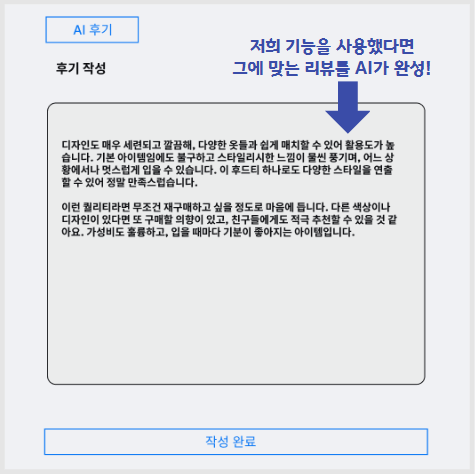 AI 후기
저희 기능을 사용했다면
그에 맞는 리뷰를 AI가 완성!
후기 작성
디자인도 매우 세련되고 깔끔해, 다양한 옷들과 쉽게 매치할 수 있어 활용도가 높
습니다. 기본 아이템임에도 불구하고 스타일리시한 느낌이 물씬 풍기며, 어느 상
황에서나 멋스럽게 입을 수 있습니다. 이 후드티 하나로도 다양한 스타일을 연출
할 수 있어 정말 만족스럽습니다.
이런 퀄리티라면 무조건 재구매하고 싶을 정도로 마음에 듭니다. 다른 색상이나
디자인이 있다면 또 구매할 의향이 있고, 친구들에게도 적극 추천할 수 있을 것 같
아요. 가성비도 훌륭하고, 입을 때마다 기분이 좋아지는 아이템입니다.
작성 완료